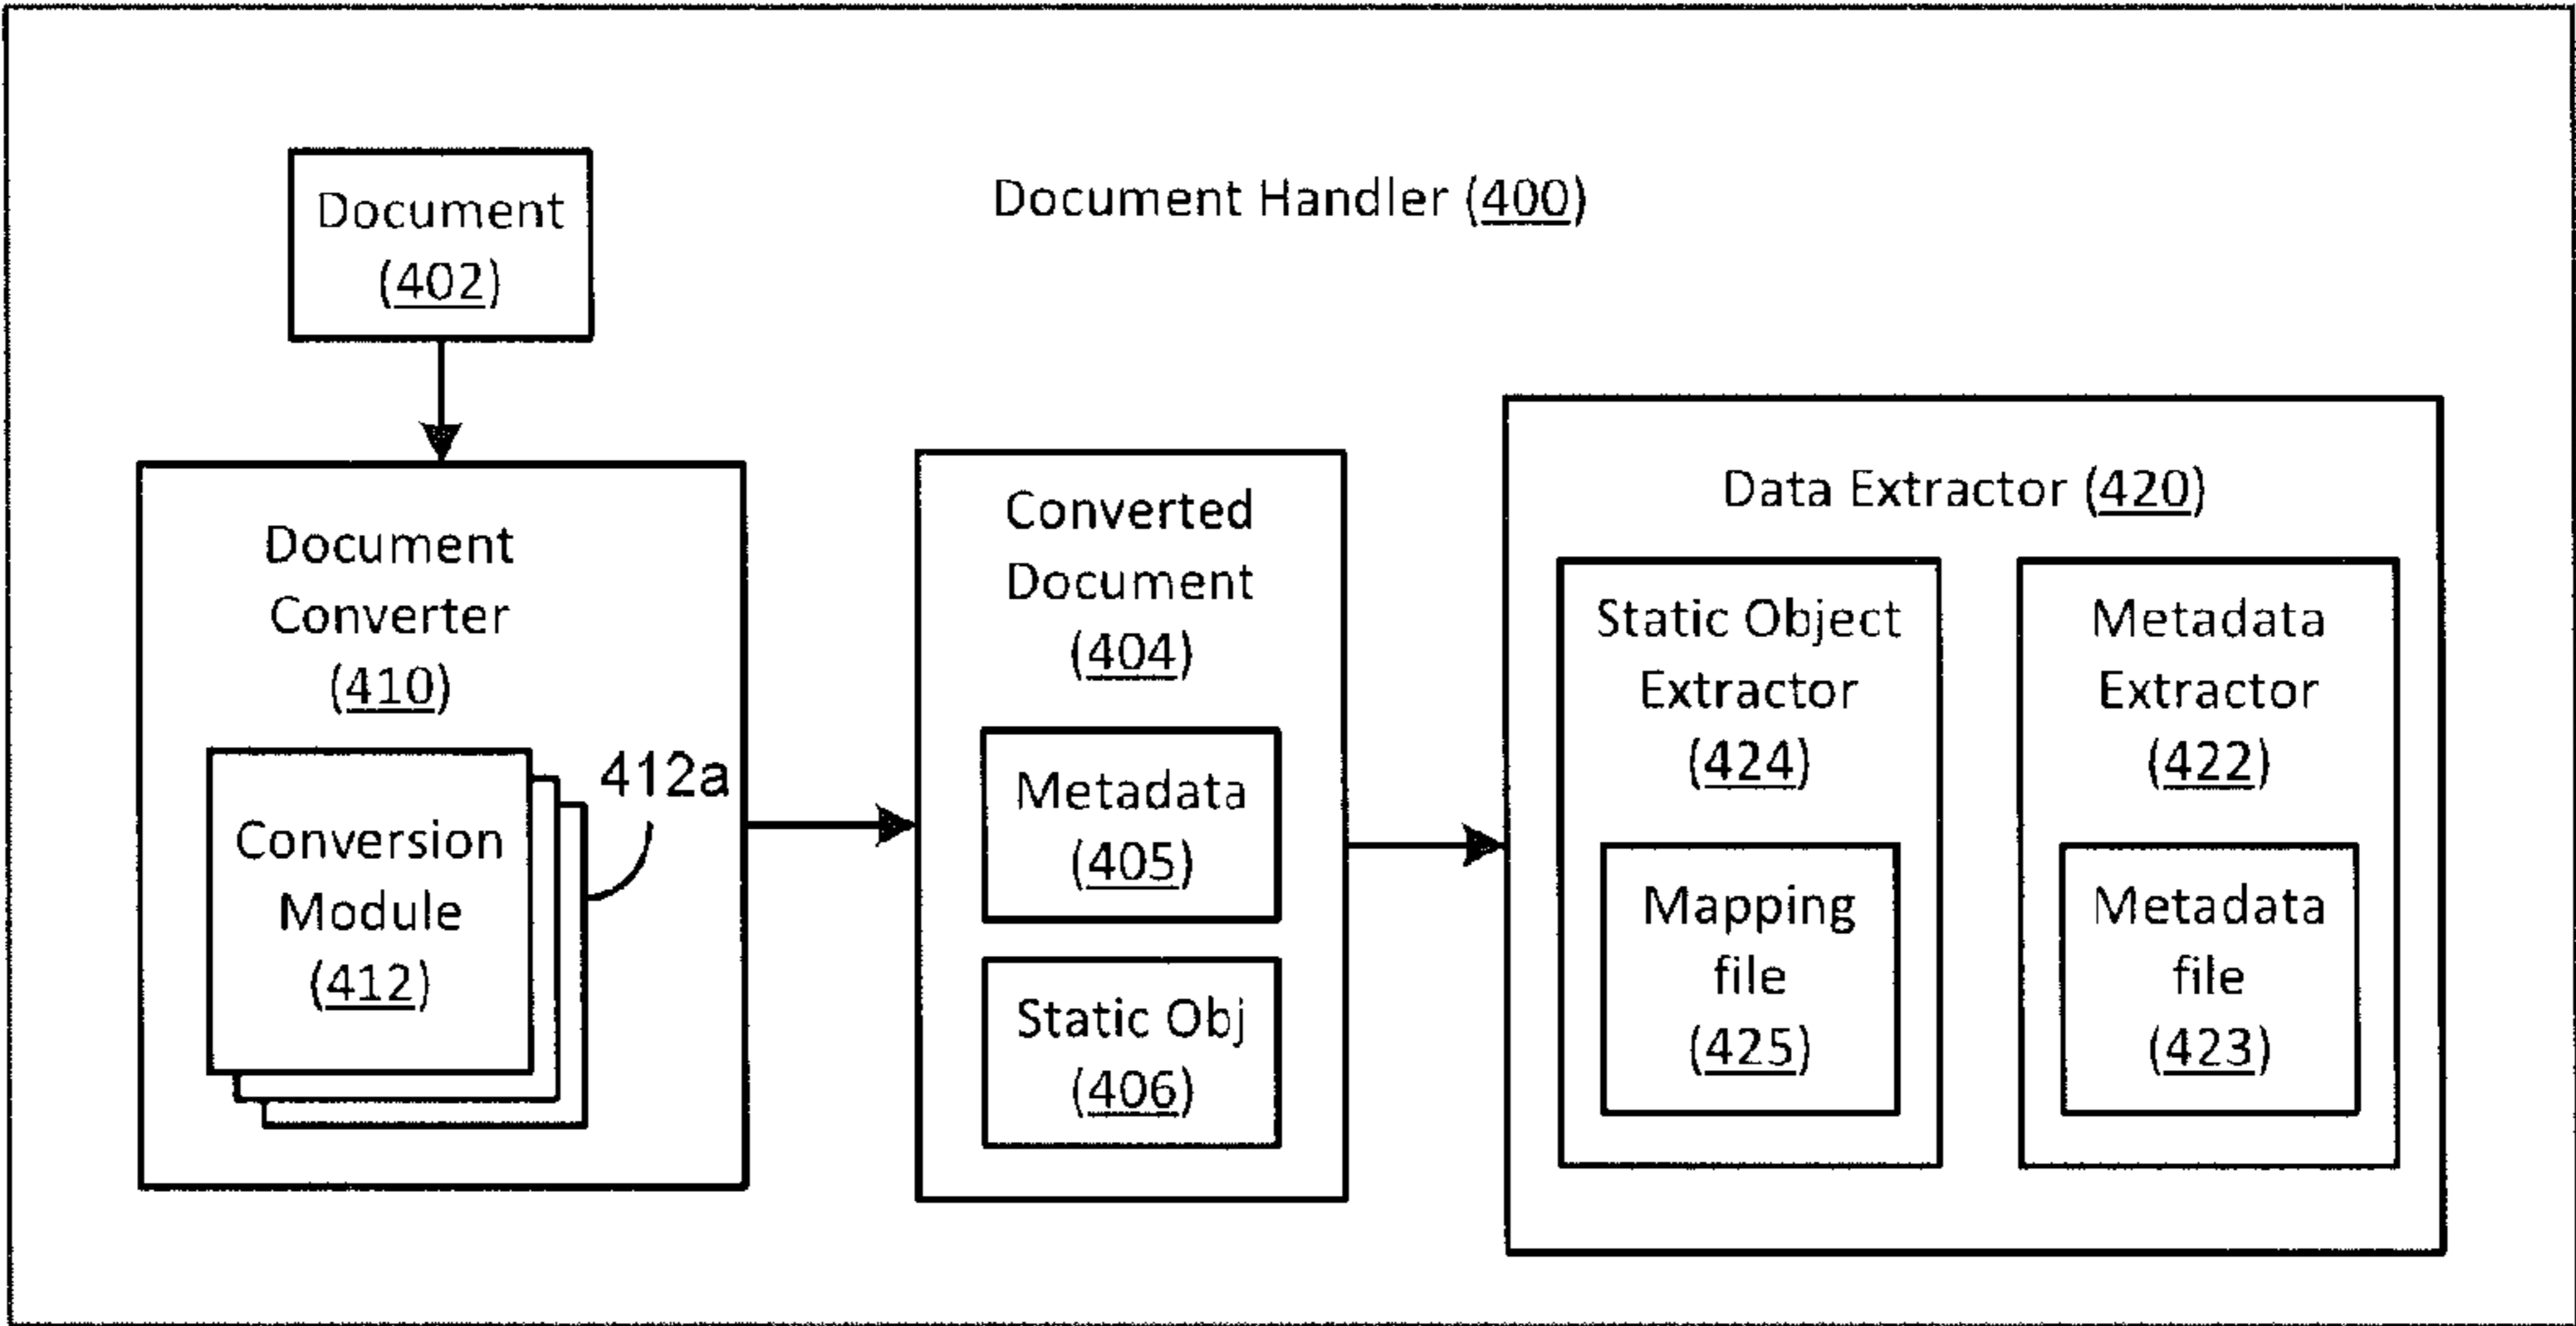 Document Handler (400)
Document
(402)
Document
Converter
(410)
412a
Conversion
Module
(412)
Converted
Document
(404)
Metadata
(405)
Static Obj
(406)
Data Extractor (420)
Static Object
Extractor
(424)
Mapping
file
(425)
Metadata
Extractor
(422)
Metadata
file
(423)